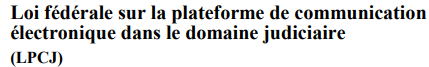 Loi fédérale sur la plateforme de communication
électronique dans le domaine judiciaire
(LPCJ)